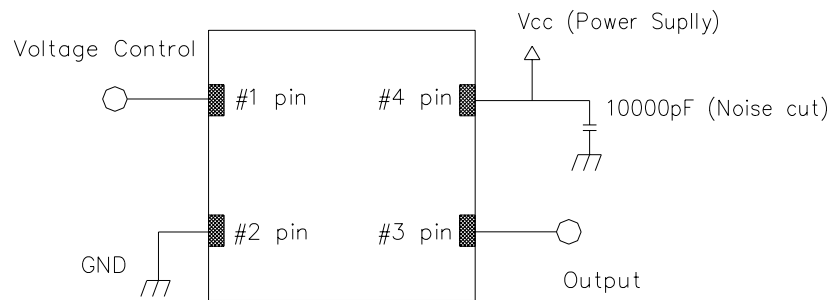 Vcc (Power Suplly)
Voltage Control
#1 pin
#4 pin
10000pF (Noise cut)
#2 pin
#3 pin
GND
Output